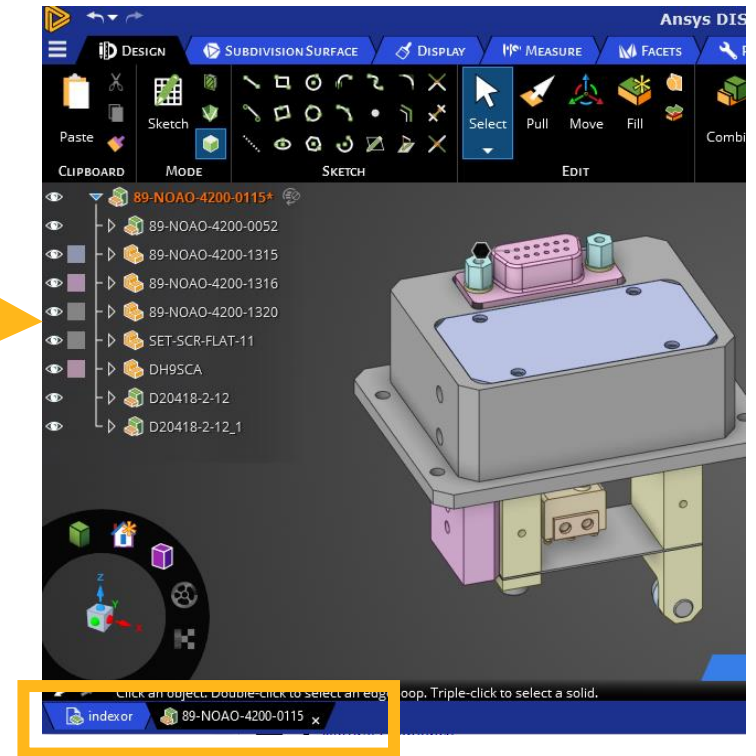 Ansys DIS
DESIGN SUBDIVISION SURFACE DISPLAY MEASURE FACETS
Paste Sketch Select Pull Move Fill Combi
CLIPBOARD MODE SKETCH EDIT
89-NOAO-4200-0115*
89-NOAO-4200-0052
89-NOAO-4200-1315
89-NOAO-4200-1316
89-NOAO-4200-1320
SET-SCR-FLAT-11
DH9SCA
D20418-2-12
D20418-2-12_1
Z
Y
X
Click an object. Double-click to select an edge loop. Triple-click to select a solid.
indexor 89-NOAO-4200-0115 x